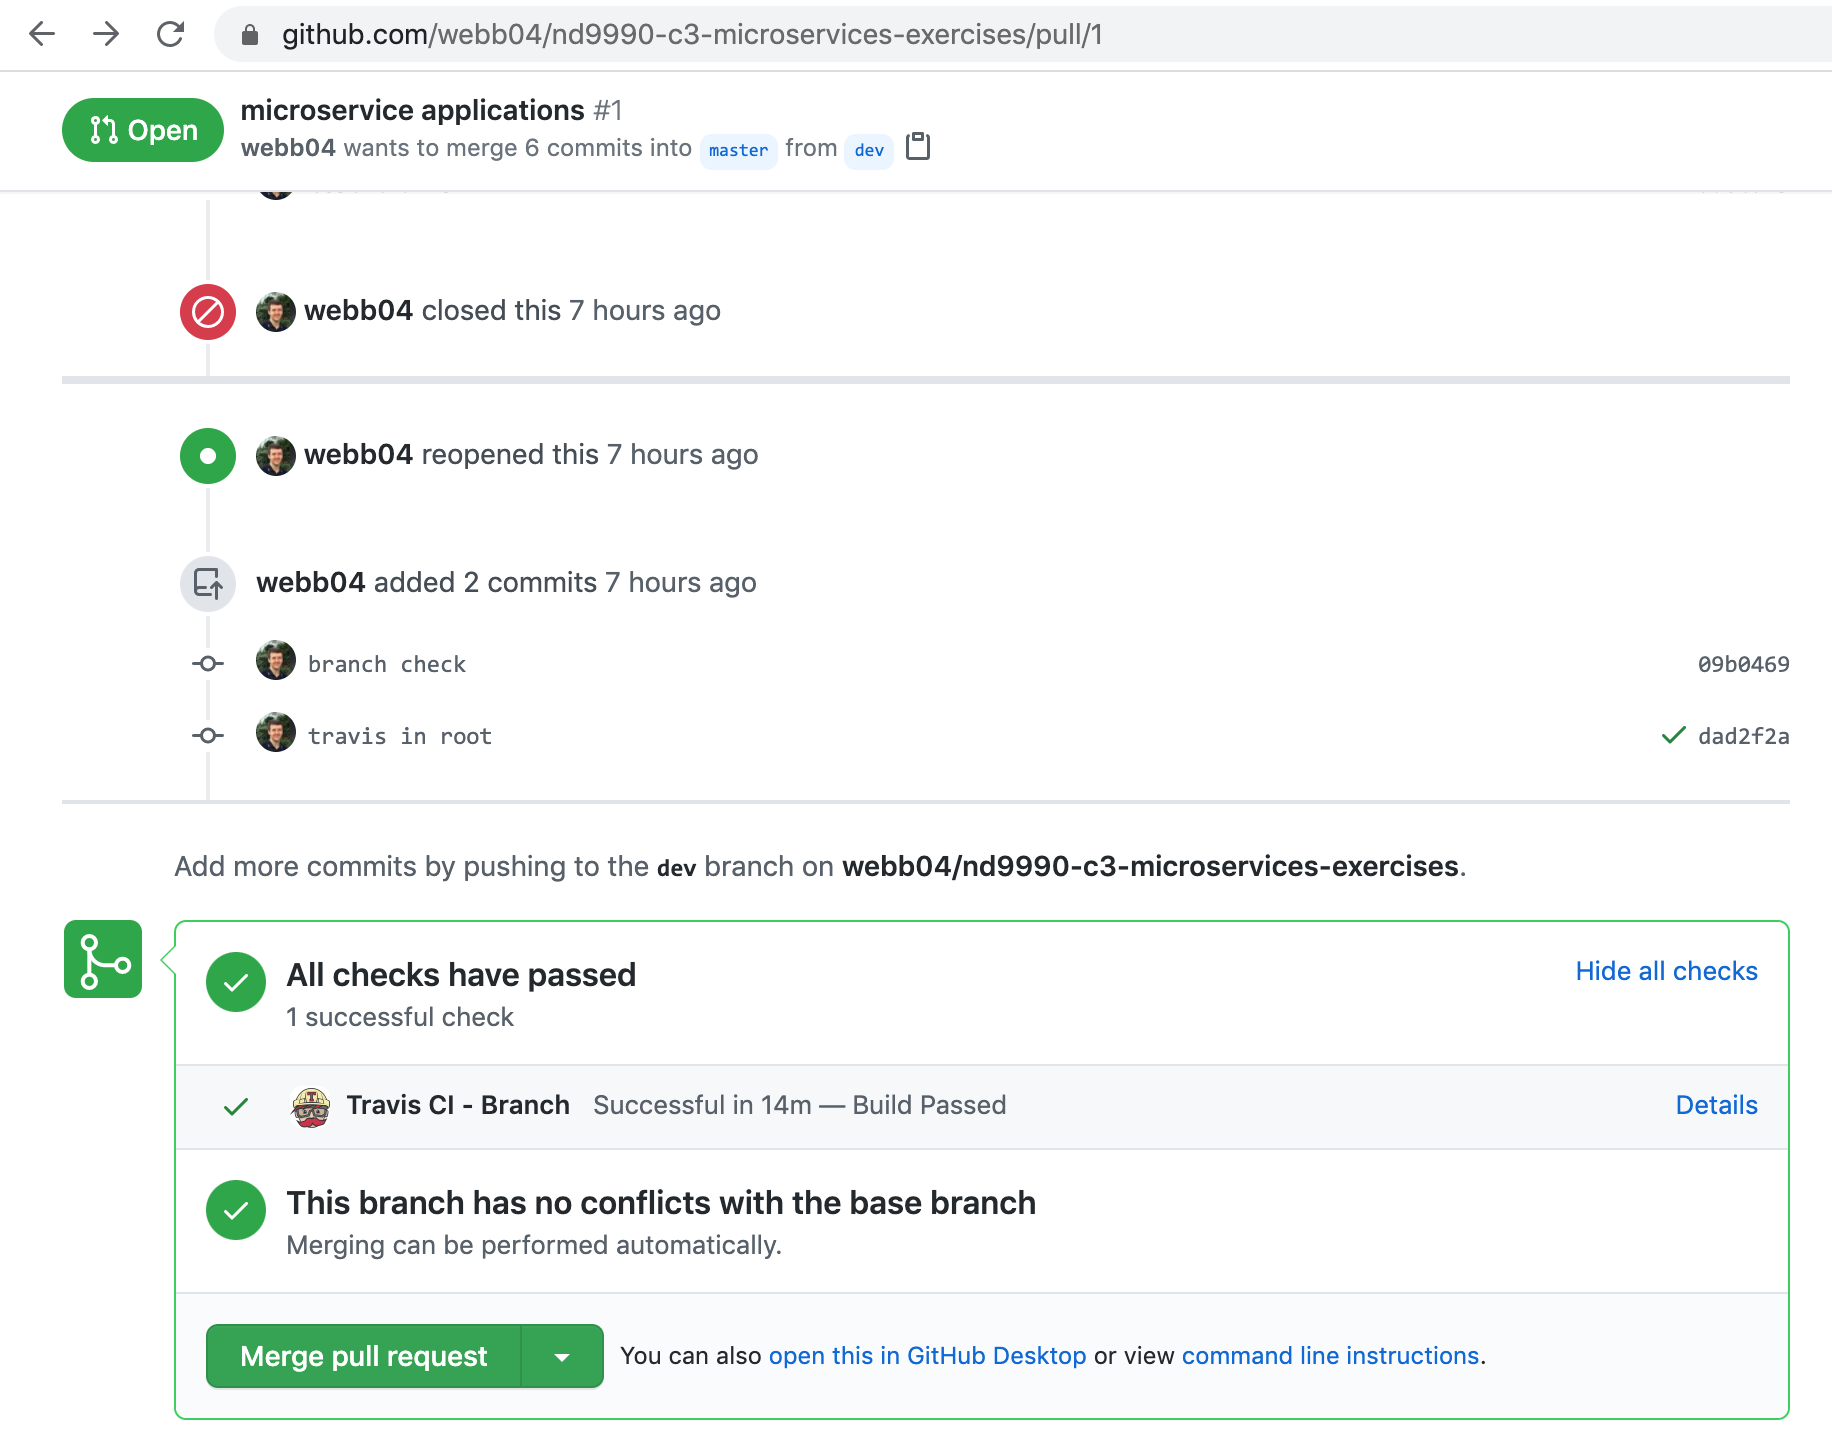 github.com/webb04/nd9990-c3-microservices-exercises/pull/1
Open
microservice applications #1
webb04 wants to merge 6 commits into master from dev
webb04 closed this 7 hours ago
webb04 reopened this 7 hours ago
webb04 added 2 commits 7 hours ago
branch check 09b0469
travis in root dad2f2a
Add more commits by pushing to the dev branch on webb04/nd9990-c3-microservices-exercises.
All checks have passed
Hide all checks
1 successful check
Travis CI - Branch Successful in 14m — Build Passed Details
This branch has no conflicts with the base branch
Merging can be performed automatically.
Merge pull request
You can also open this in GitHub Desktop or view command line instructions.